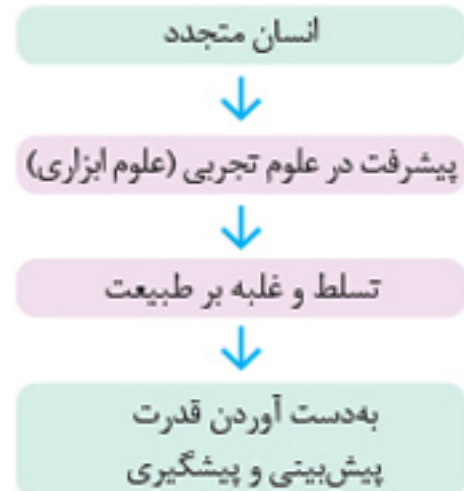 انسان متجدد
پیشرفت در علوم تجربی (علوم ابزاری)
تسلط و غلبه بر طبیعت
به‌دست آوردن قدرت
پیش‌بینی و پیشگیری